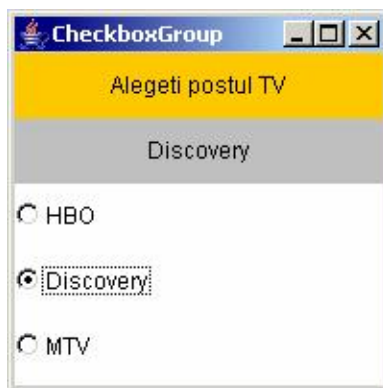 CheckboxGroup
Alegeti postul TV
Discovery
HBO
Discovery
MTV